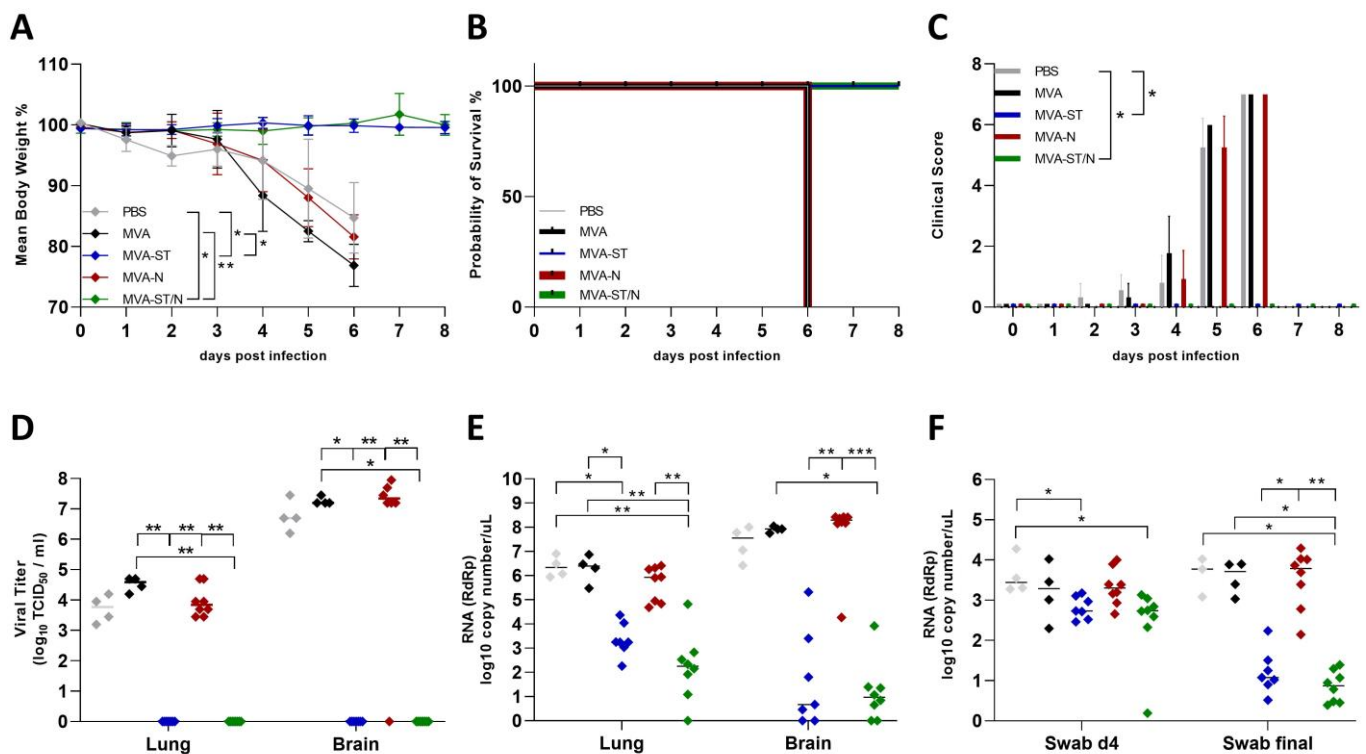 A
110
100
90
80
70
Mean Body Weight %
PBS
MVA
MVA-ST
MVA-N
MVA-ST/N
*
**
*
*
0 1 2 3 4 5 6 7 8
days post infection
B
100
50
0
Probability of Survival %
PBS
MVA
MVA-ST
MVA-N
MVA-ST/N
0 1 2 3 4 5 6 7 8
days post infection
C
8
6
4
2
0
Clinical Score
PBS
MVA
MVA-ST
MVA-N
MVA-ST/N
*
*
0 1 2 3 4 5 6 7 8
days post infection
D
8
7
6
5
4
3
2
1
0
Viral Titer
(log10 TCID50 / ml)
** ** **
**
* ** **
*
Lung Brain
E
10
9
8
7
6
5
4
3
2
1
0
RNA (RdRp)
log10 copy number/uL
*
*
**
**
**
** ***
*
Lung Brain
F
6
5
4
3
2
1
0
RNA (RdRp)
log10 copy number/uL
*
*
* **
*
*
Swab d4 Swab final